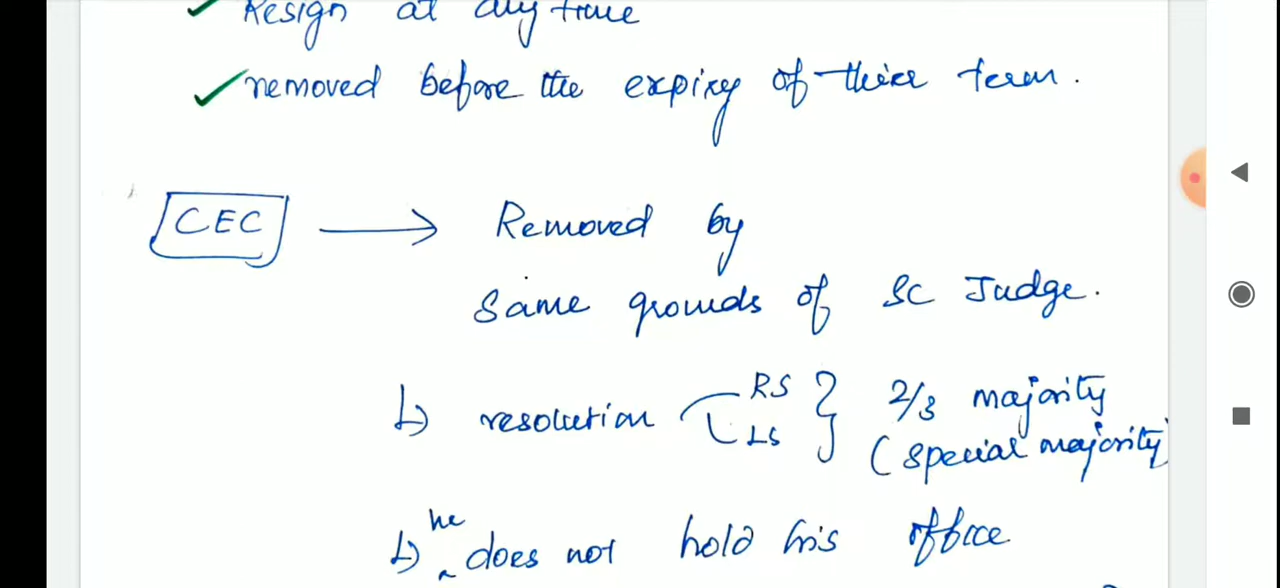 Resign at any time
removed before the expiry of their term.
CEC → Removed by
same grounds of SC Judge.
↳ resolution RS LS } 2/3 majority
(special majority)
↳ he does not hold his office